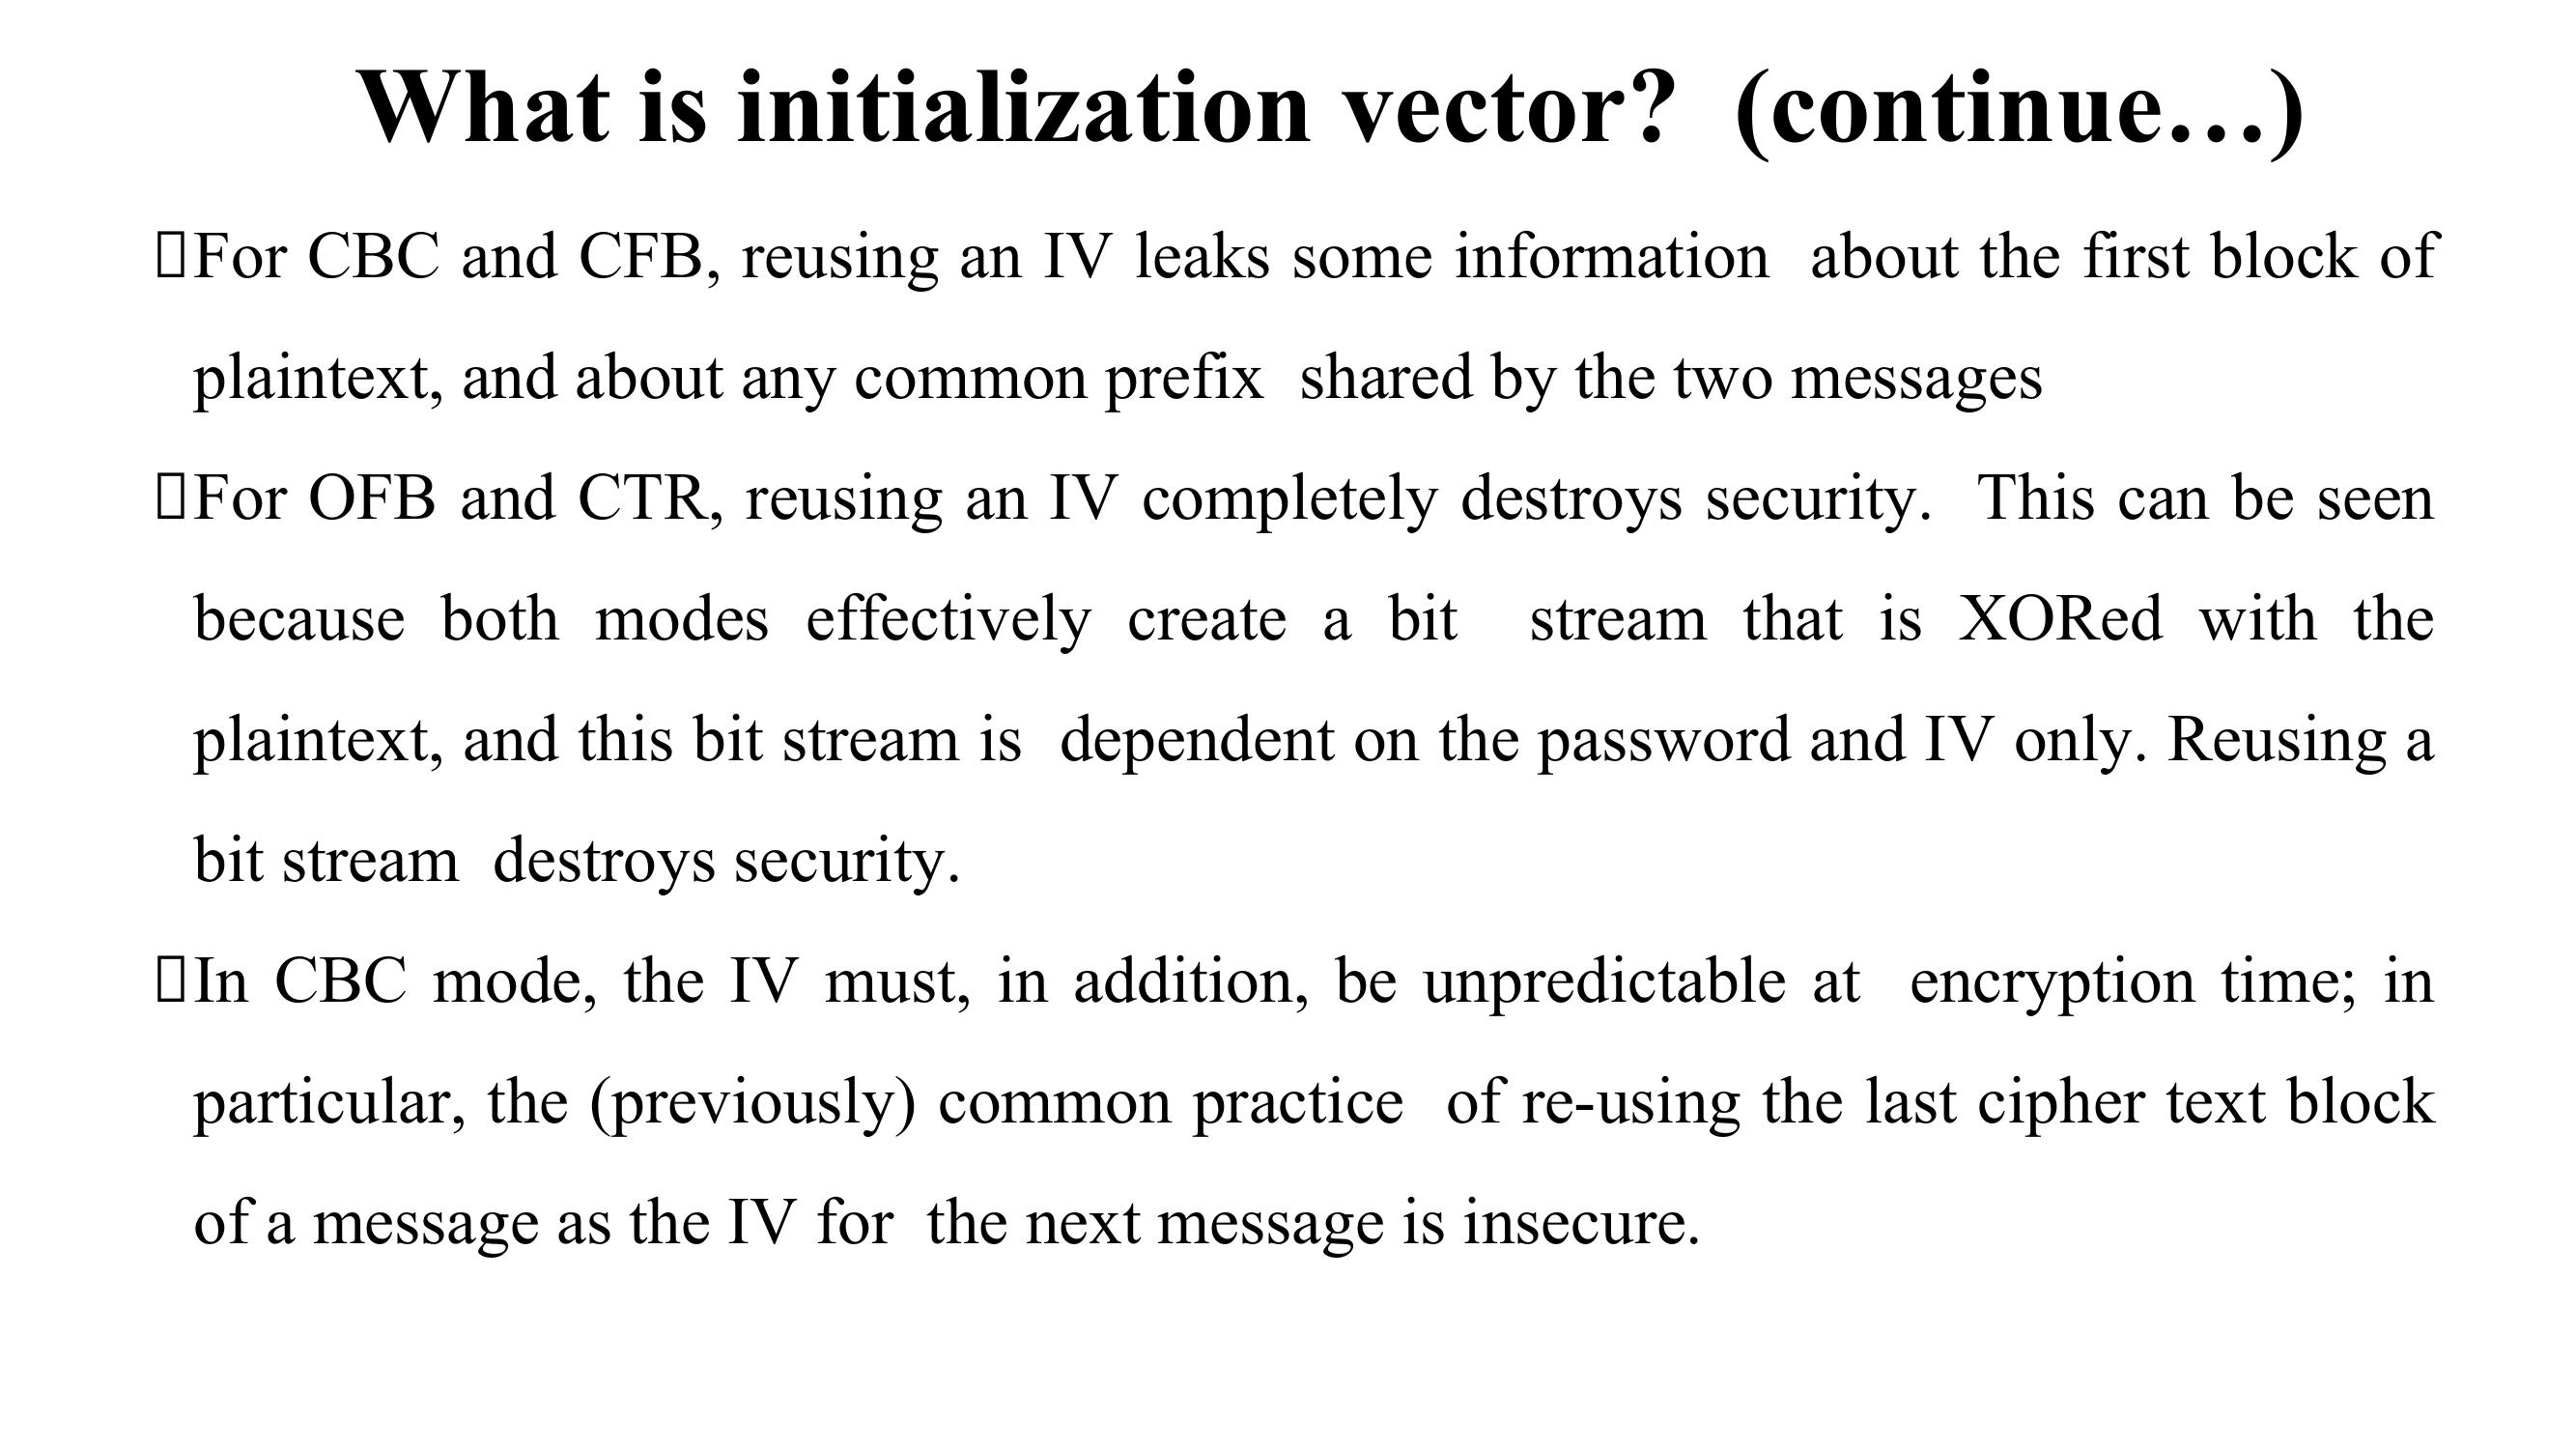 What is initialization vector?  (continue…)
For CBC and CFB, reusing an IV leaks some information  about the first block of
plaintext, and about any common prefix  shared by the two messages
For OFB and CTR, reusing an IV completely destroys security.  This can be seen
because both modes effectively create a bit  stream that is XORed with the
plaintext, and this bit stream is  dependent on the password and IV only. Reusing a
bit stream  destroys security.
In CBC mode, the IV must, in addition, be unpredictable at  encryption time; in
particular, the (previously) common practice  of re-using the last cipher text block
of a message as the IV for  the next message is insecure.